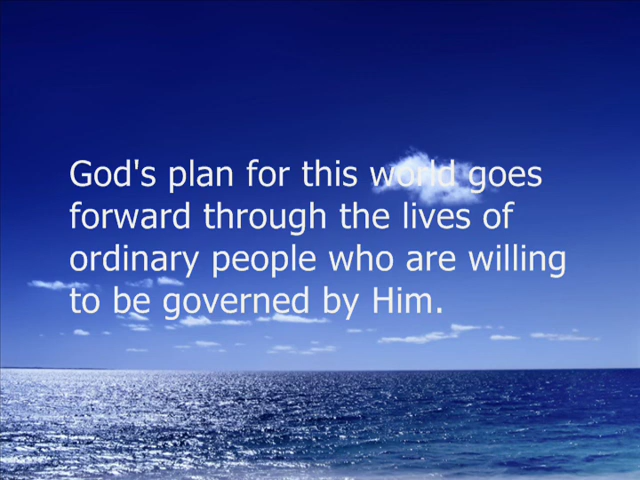 God's plan for this world goes
forward through the lives of
ordinary people who are willing
to be governed by Him.